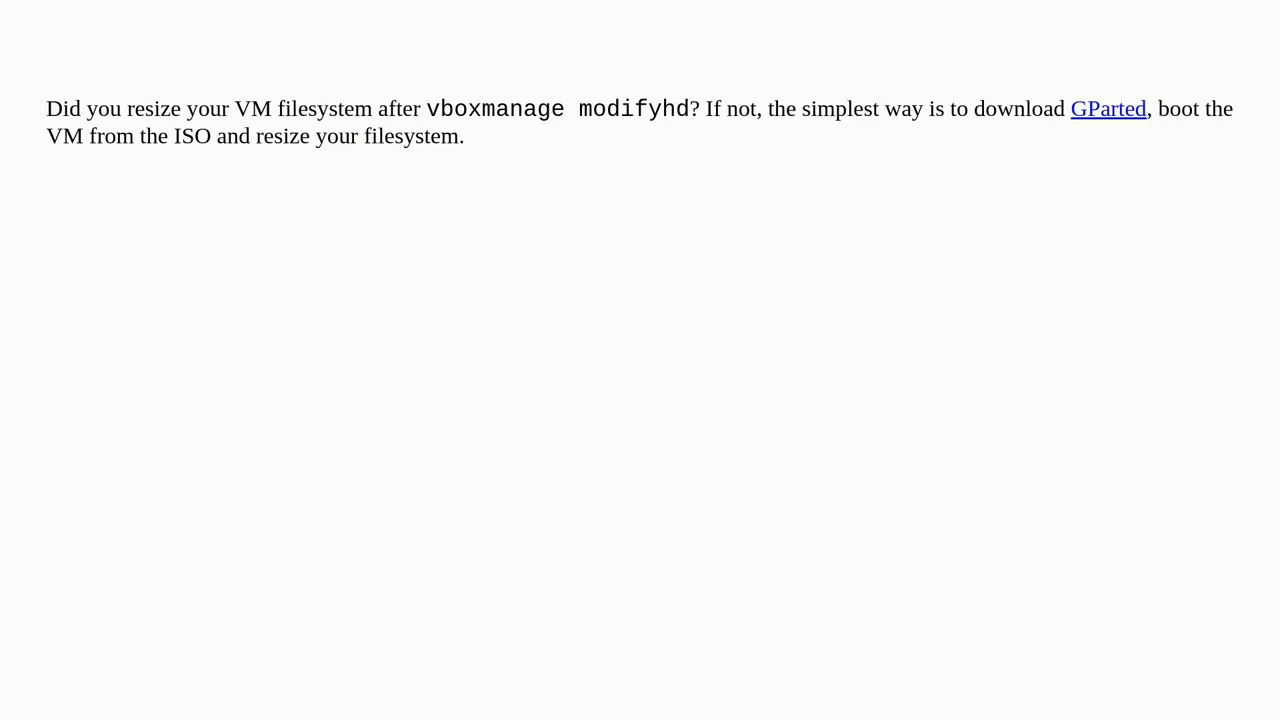 Did you resize your VM filesystem after vboxmanage modifyhd? If not, the simplest way is to download GParted, boot the
VM from the ISO and resize your filesystem.